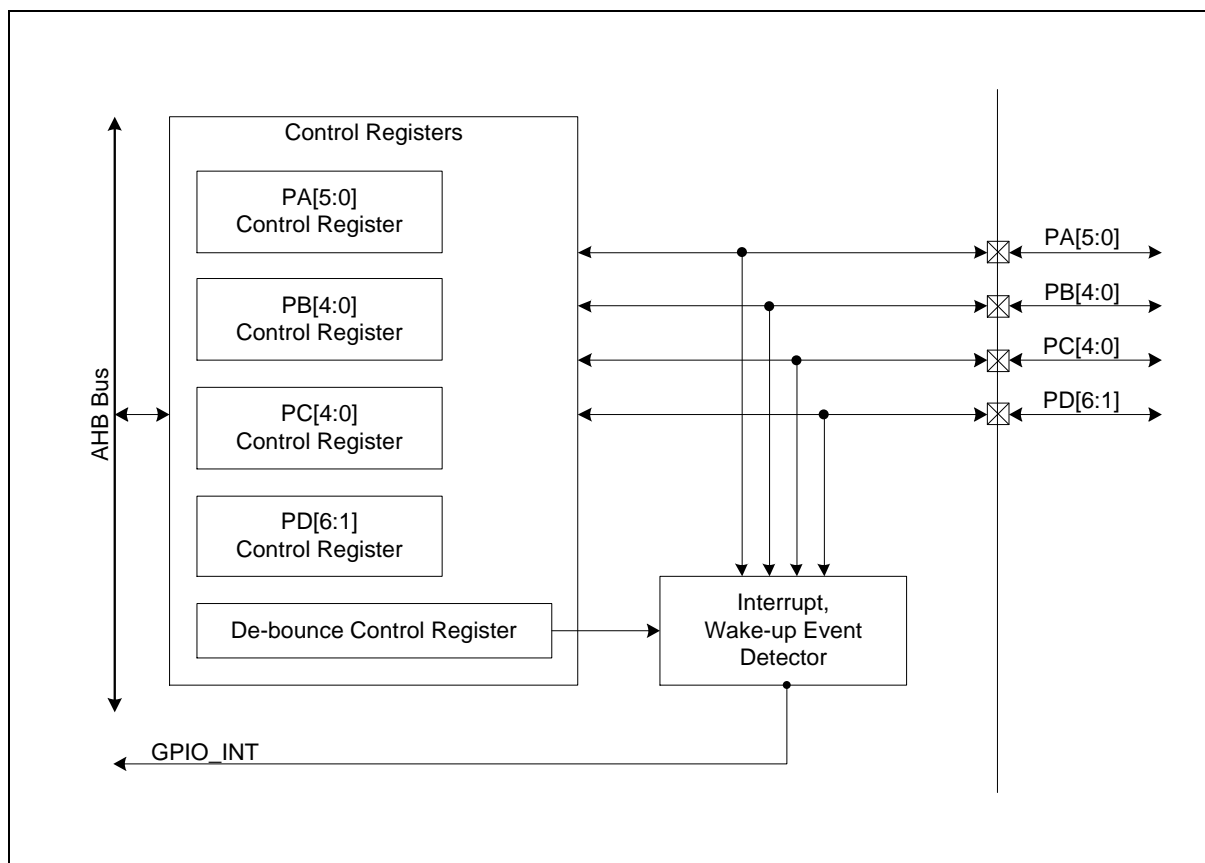 Control Registers
PA[5:0]
Control Register
PB[4:0]
Control Register
PC[4:0]
Control Register
PD[6:1]
Control Register
De-bounce Control Register
AHB Bus
Interrupt,
Wake-up Event
Detector
GPIO_INT
PA[5:0]
PB[4:0]
PC[4:0]
PD[6:1]